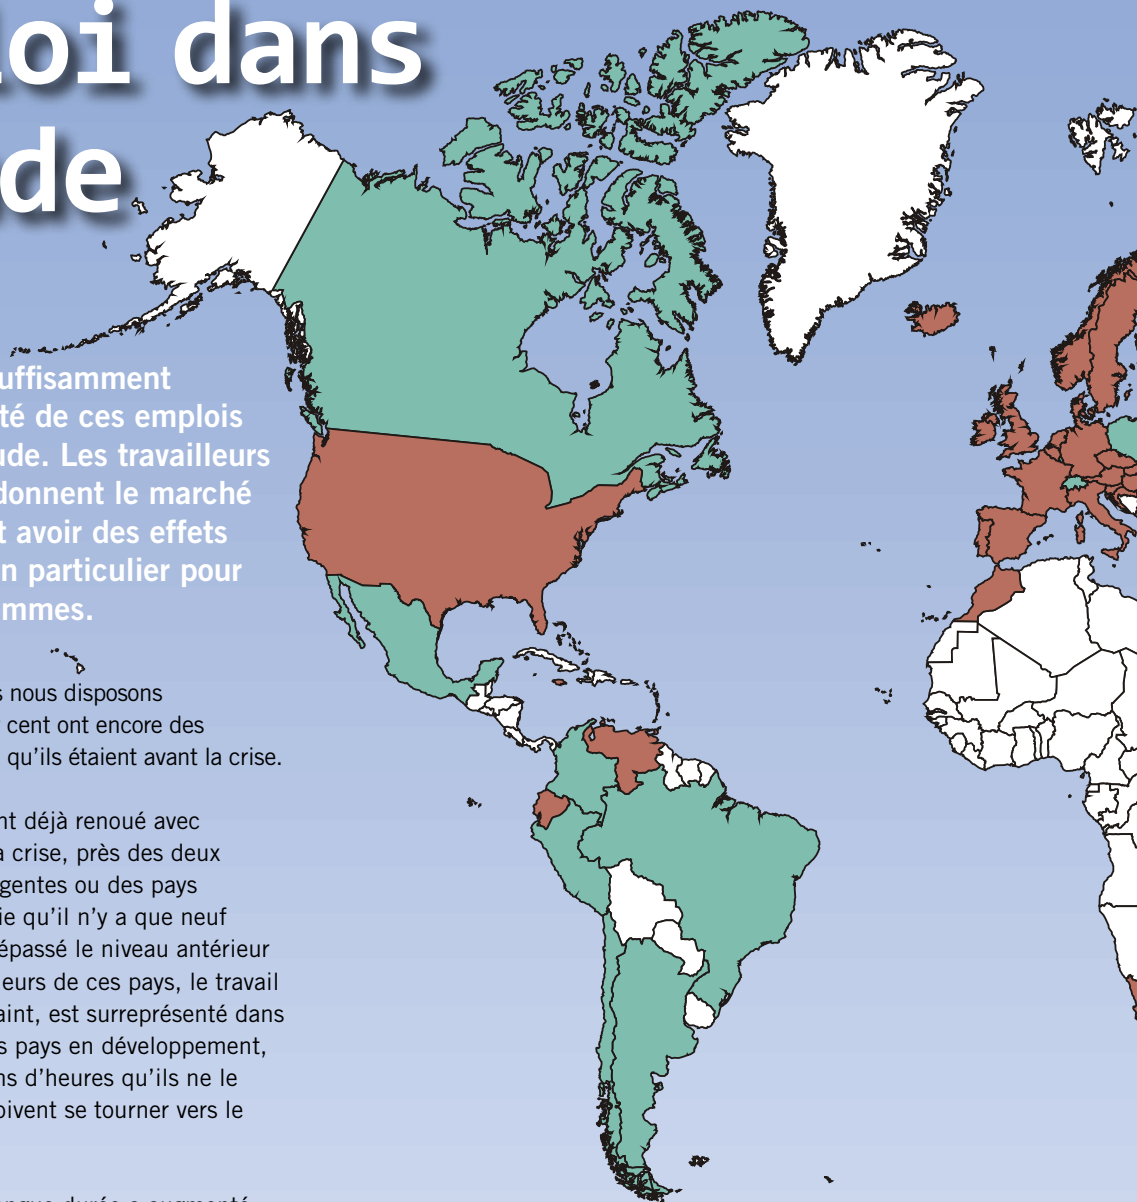 loi dans
de
uffisamment
té de ces emplois
ude. Les travailleurs
donnent le marché
t avoir des effets
n particulier pour
mmes.
s nous disposons
cent ont encore des
qu'ils étaient avant la crise.
nt déjà renoué avec
a crise, près des deux
gentes ou des pays
ie qu'il n'y a que neuf
épassé le niveau antérieur
eurs de ces pays, le travail
aint, est surreprésenté dans
s pays en développement,
ns d'heures qu'ils ne le
oivent se tourner vers le